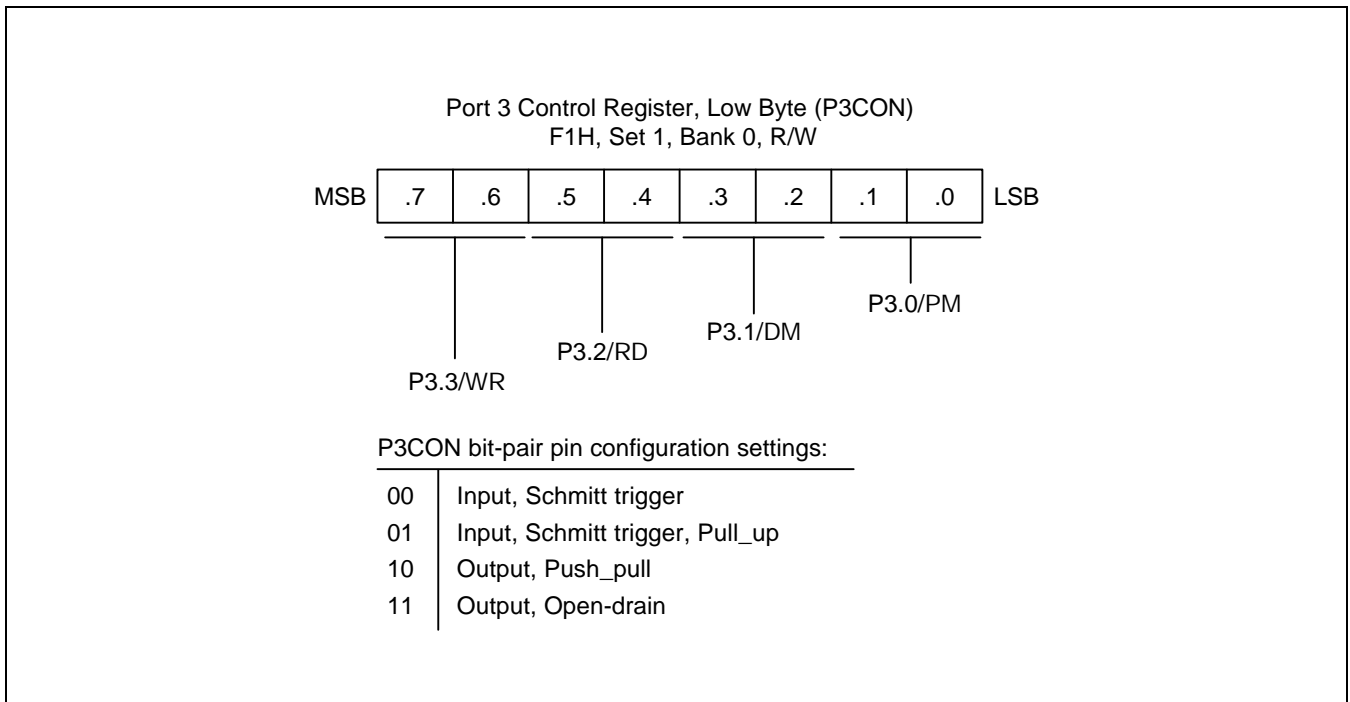 Port 3 Control Register, Low Byte (P3CON)
F1H, Set 1, Bank 0, R/W
MSB .7 .6 .5 .4 .3 .2 .1 .0 LSB
P3.0/PM
P3.1/DM
P3.2/RD
P3.3/WR
P3CON bit-pair pin configuration settings:
00 Input, Schmitt trigger
01 Input, Schmitt trigger, Pull_up
10 Output, Push_pull
11 Output, Open-drain